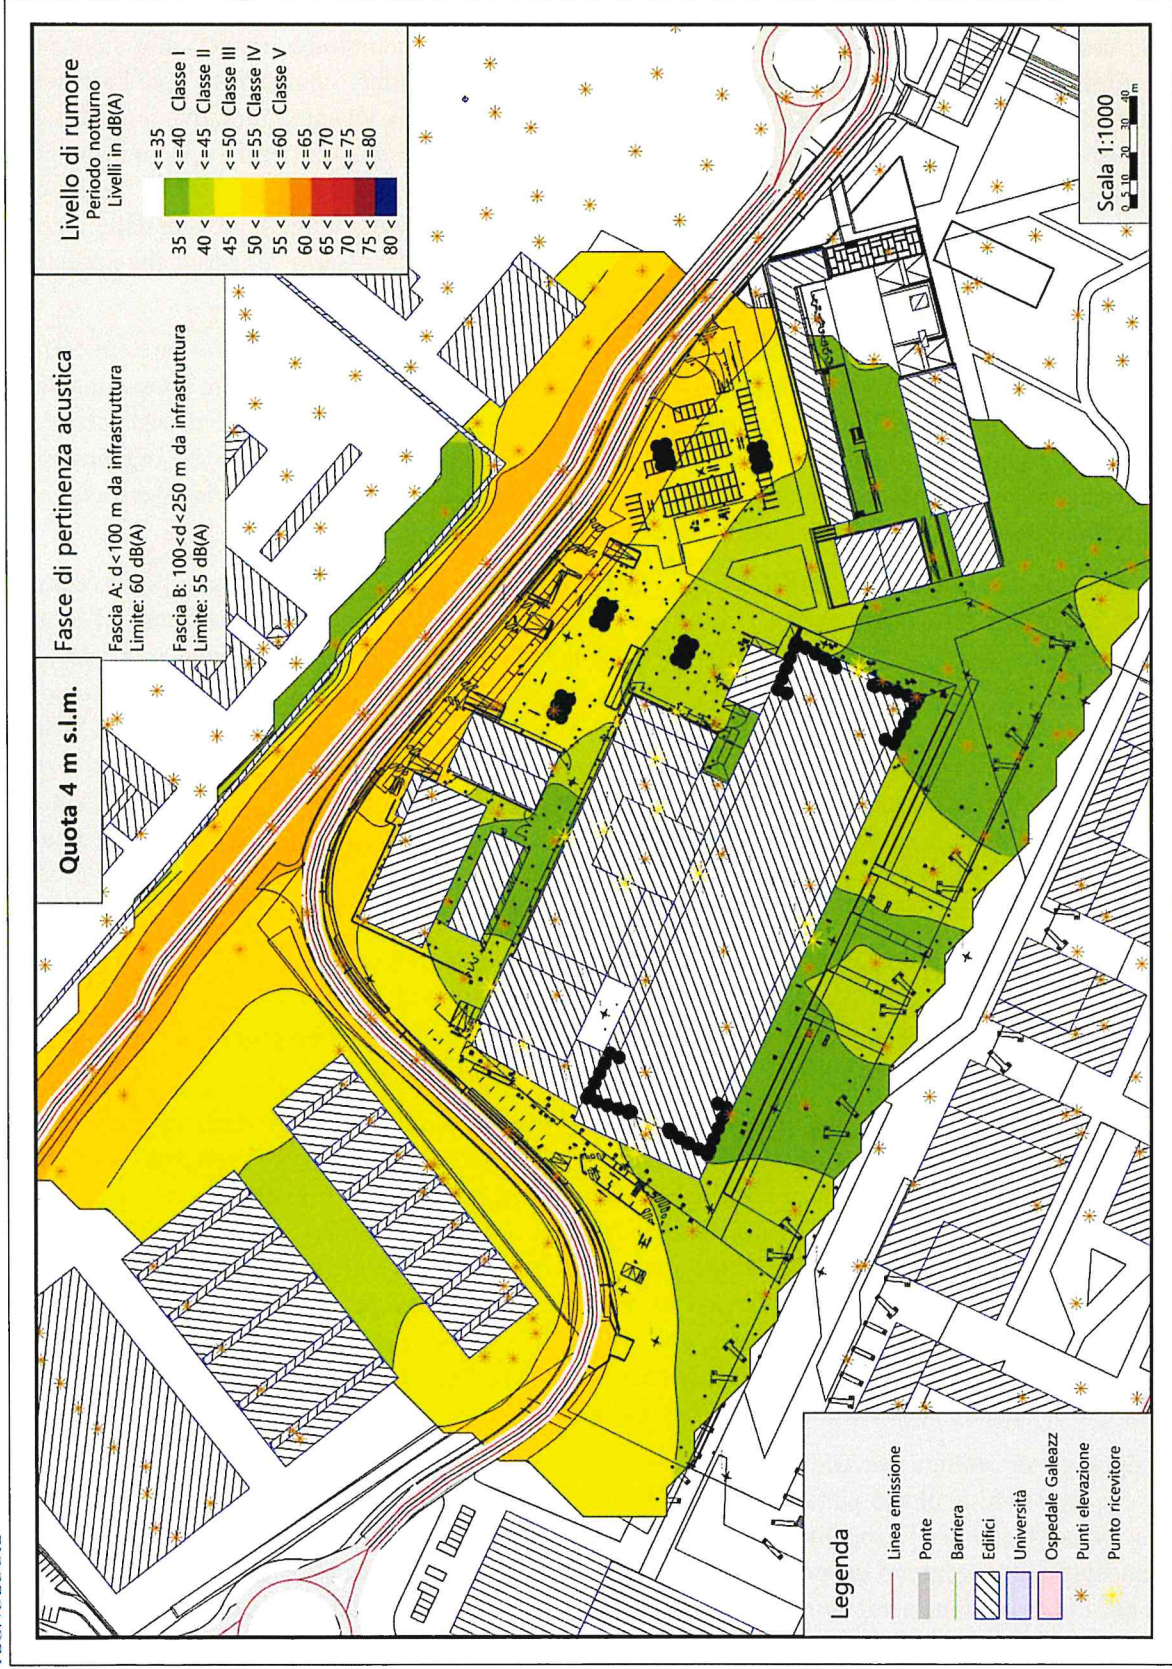 Quota 4 m s.l.m.
Fasce di pertinenza acustica
Fascia A: d<100 m da infrastruttura
Limite: 60 dB(A)
Fascia B: 100<d<250 m da infrastruttura
Limite: 55 dB(A)
Livello di rumore
Periodo notturno
Livelli in dB(A)
<=35
35 < <=40 Classe I
40 < <=45 Classe II
45 < <=50 Classe III
50 < <=55 Classe IV
55 < <=60 Classe V
60 < <=65
65 < <=70
70 < <=75
75 < <=80
80 <
Legenda
Linea emissione
Ponte
Barriera
Edifici
Università
Ospedale Galeazz
Punti elevazione
Punto ricevitore
Scala 1:1000
0 5 10 20 30 40
m